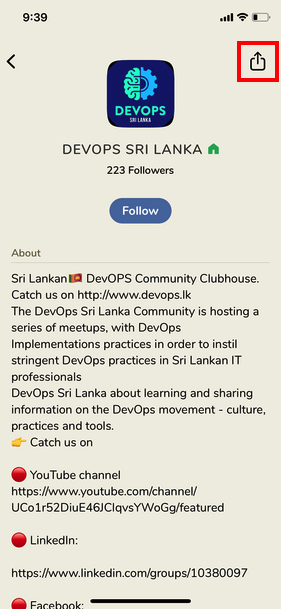 9:39
DEVOPS
SRI LANKA
DEVOPS SRI LANKA
223 Followers
Follow
About
Sri Lankan🇱🇰 DevOPS Community Clubhouse.
Catch us on http://www.devops.lk
The DevOps Sri Lanka Community is hosting a
series of meetups, with DevOps
Implementations practices in order to instil
stringent DevOps practices in Sri Lankan IT
professionals
DevOps Sri Lanka about learning and sharing
information on the DevOps movement - culture,
practices and tools.
👉 Catch us on
🔴 YouTube channel
https://www.youtube.com/channel/
UCo1r52DiuE46JClqvsYWoGg/featured
🔴 LinkedIn:
https://www.linkedin.com/groups/10380097
🔴 Facebook: